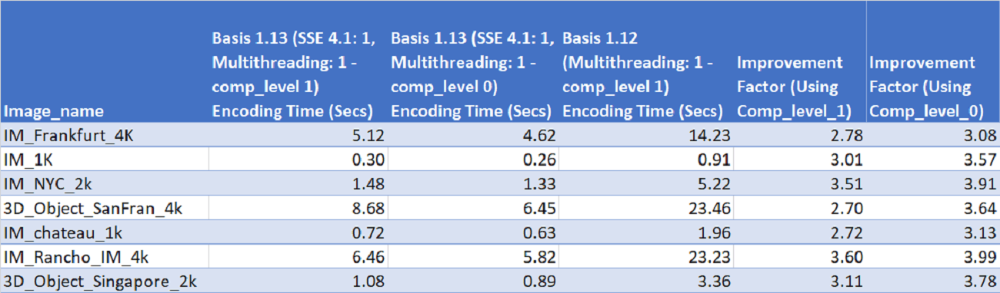 Image_name Basis 1.13 (SSE 4.1: 1, Multithreading: 1 - comp_level 1) Encoding Time (Secs) Basis 1.13 (SSE 4.1: 1, Multithreading: 1 - comp_level 0) Encoding Time (Secs) Basis 1.12 (Multithreading: 1 - comp_level 1) Encoding Time (Secs) Improvement Factor (Using Comp_level_1) Improvement Factor (Using Comp_level_0)
IM_Frankfurt_4K 5.12 4.62 14.23 2.78 3.08
IM_1K 0.30 0.26 0.91 3.01 3.57
IM_NYC_2k 1.48 1.33 5.22 3.51 3.91
3D_Object_SanFran_4k 8.68 6.45 23.46 2.70 3.64
IM_chateau_1k 0.72 0.63 1.96 2.72 3.13
IM_Rancho_IM_4k 6.46 5.82 23.23 3.60 3.99
3D_Object_Singapore_2k 1.08 0.89 3.36 3.11 3.78